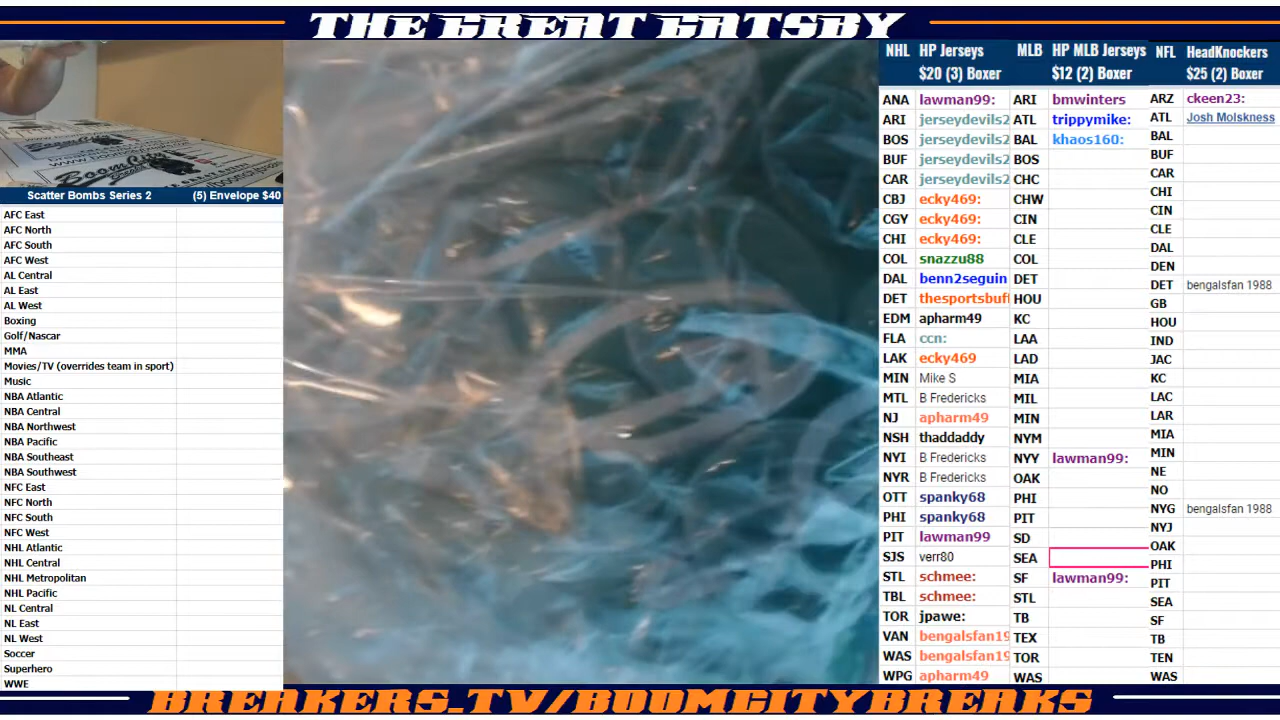 THE GREAT GATSBY
Scatter Bombs Series 2 (5) Envelope $40
AFC East
AFC North
AFC South
AFC West
AL Central
AL East
AL West
Boxing
Golf/Nascar
MMA
Movies/TV (overrides team in sport)
Music
NBA Atlantic
NBA Central
NBA Northwest
NBA Pacific
NBA Southeast
NBA Southwest
NFC East
NFC North
NFC South
NFC West
NHL Atlantic
NHL Central
NHL Metropolitan
NHL Pacific
NL Central
NL East
NL West
Soccer
Superhero
WWE
NHL HP Jerseys
$20 (3) Boxer
ANA lawman99:
ARI jerseydevils2
BOS jerseydevils2
BUF jerseydevils2
CAR jerseydevils2
CBJ ecky469:
CGY ecky469:
CHI ecky469:
COL snazzu88
DAL benn2seguin
DET thesportsbuff
EDM apharm49
FLA ccn:
LAK ecky469
MIN Mike S
MTL B Fredericks
NJ apharm49
NSH thaddaddy
NYI B Fredericks
NYR B Fredericks
OTT spanky68
PHI spanky68
PIT lawman99
SJS verr80
STL schmee:
TBL schmee:
TOR jpawe:
VAN bengalsfan19
WAS bengalsfan19
WPG apharm49
MLB HP MLB Jerseys
$12 (2) Boxer
ARI bmwinters
ATL trippymike:
BAL khaos160:
BOS
CHC
CHW
CIN
CLE
COL
DET
HOU
KC
LAA
LAD
MIA
MIL
MIN
NYM
NYY lawman99:
OAK
PHI
PIT
SD
SEA
SF lawman99:
STL
TB
TEX
TOR
WAS
NFL HeadKnockers
$25 (2) Boxer
ARZ ckeen23:
ATL Josh Molskness
BAL
BUF
CAR
CHI
CIN
CLE
DAL
DEN
DET bengalsfan 1988
GB
HOU
IND
JAC
KC
LAC
LAR
MIA
MIN
NE
NO
NYG bengalsfan 1988
NYJ
OAK
PHI
PIT
SEA
SF
TB
TEN
WAS
BREAKERS.TV/BOOMCITYBREAKS